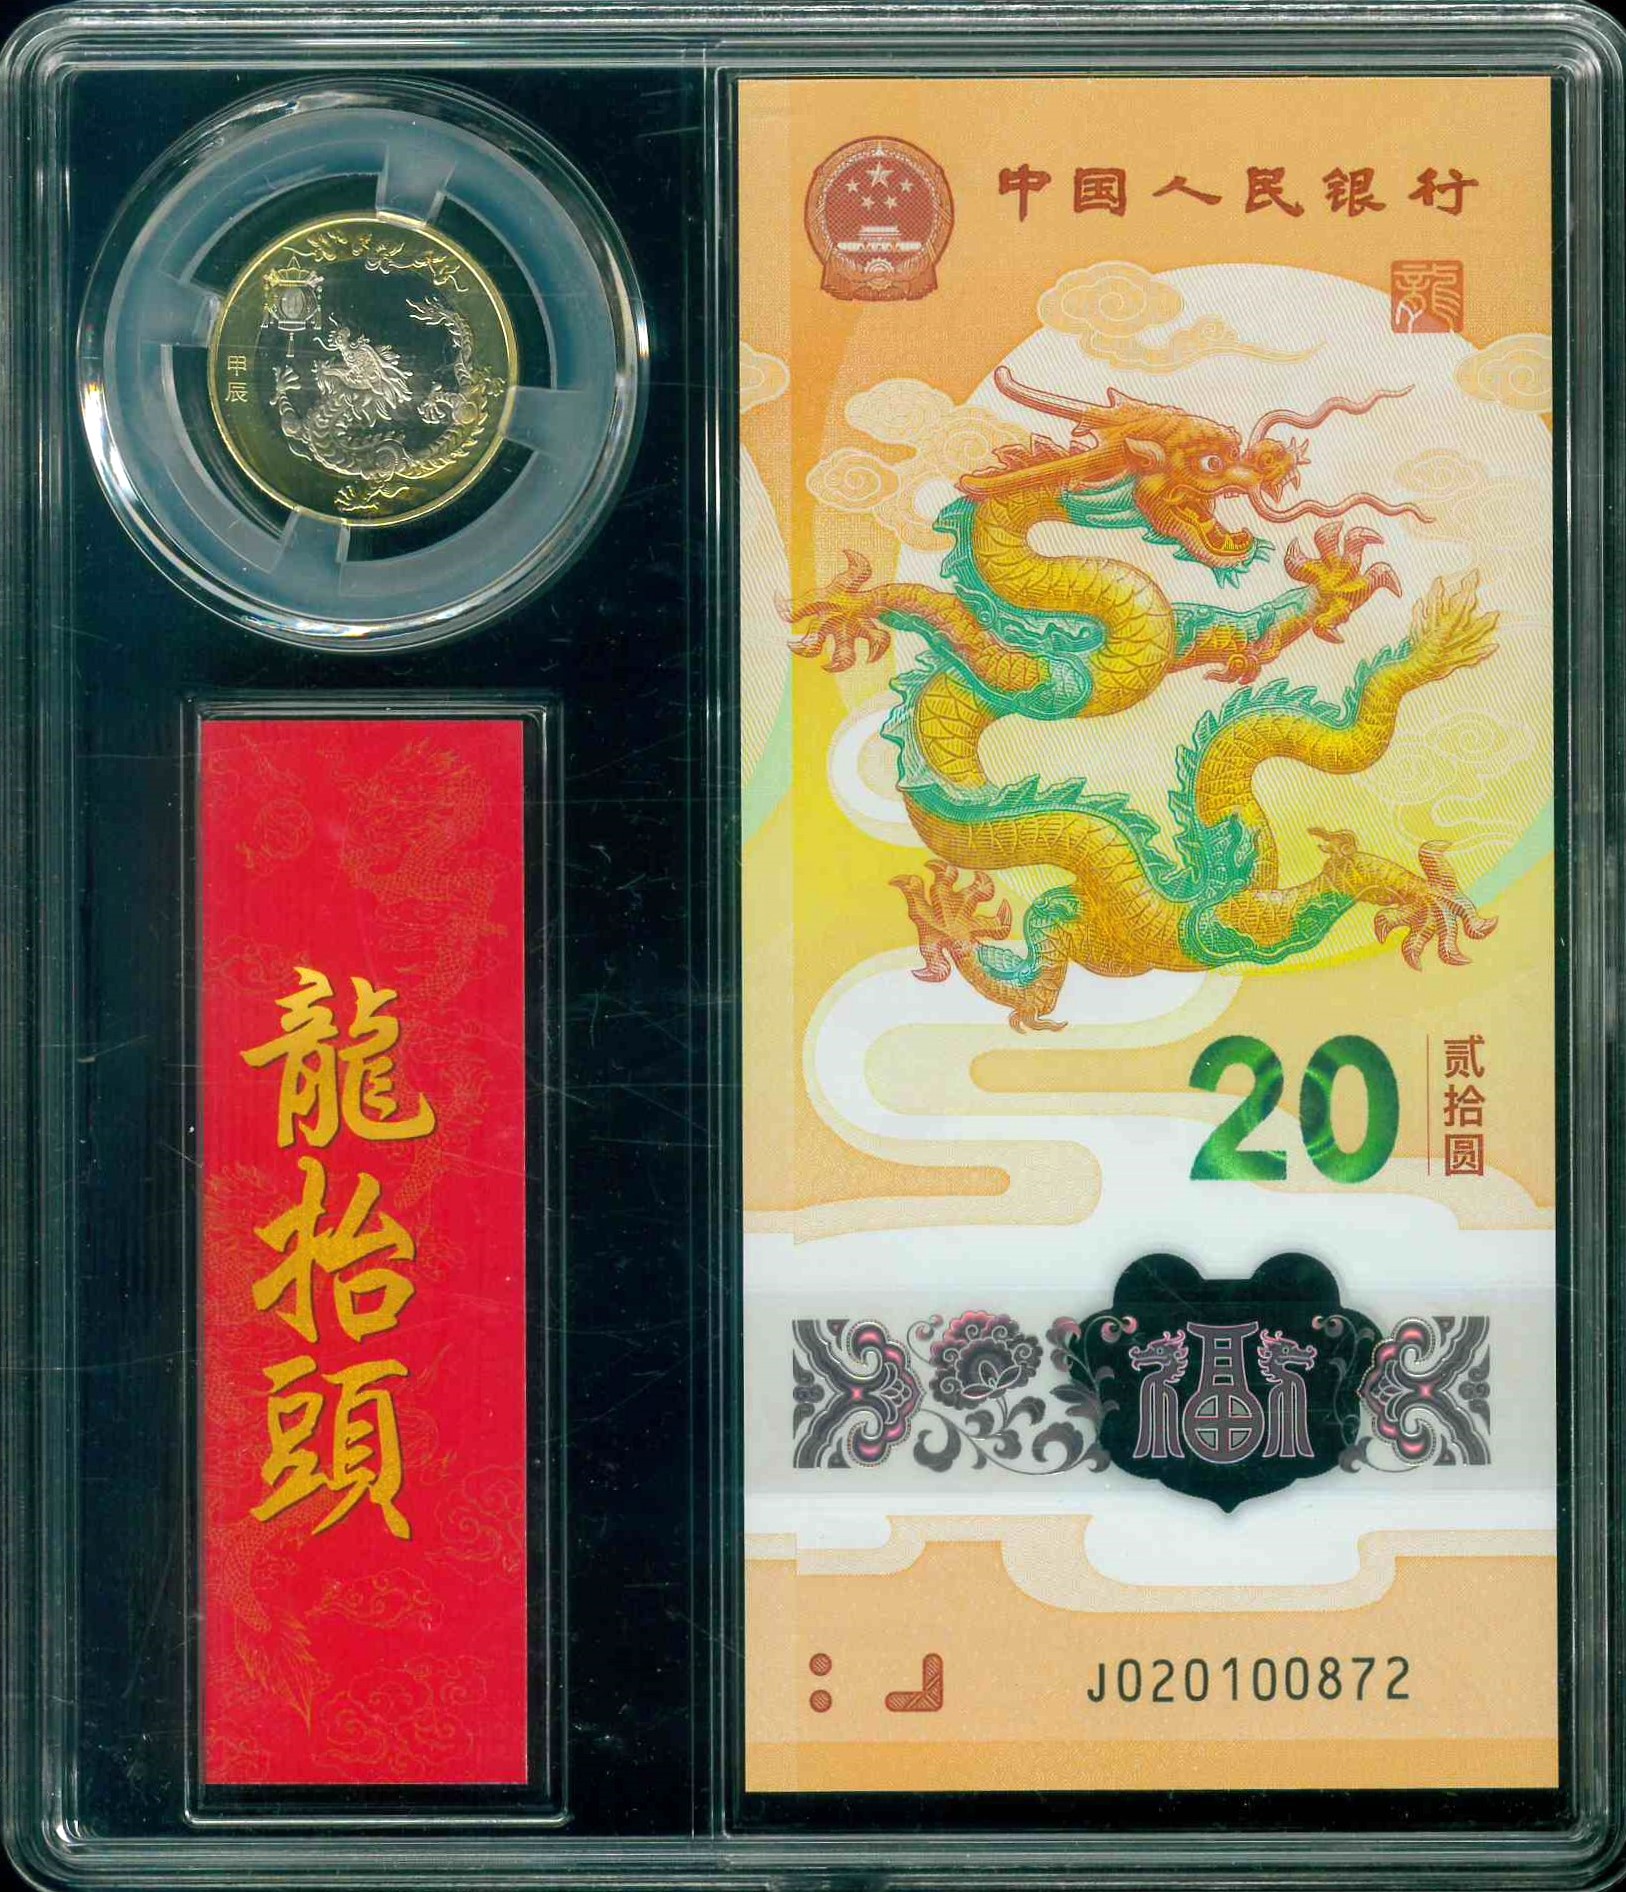 甲辰
龍抬頭
中国人民银行
龍
20
贰拾圆
福
J020100872